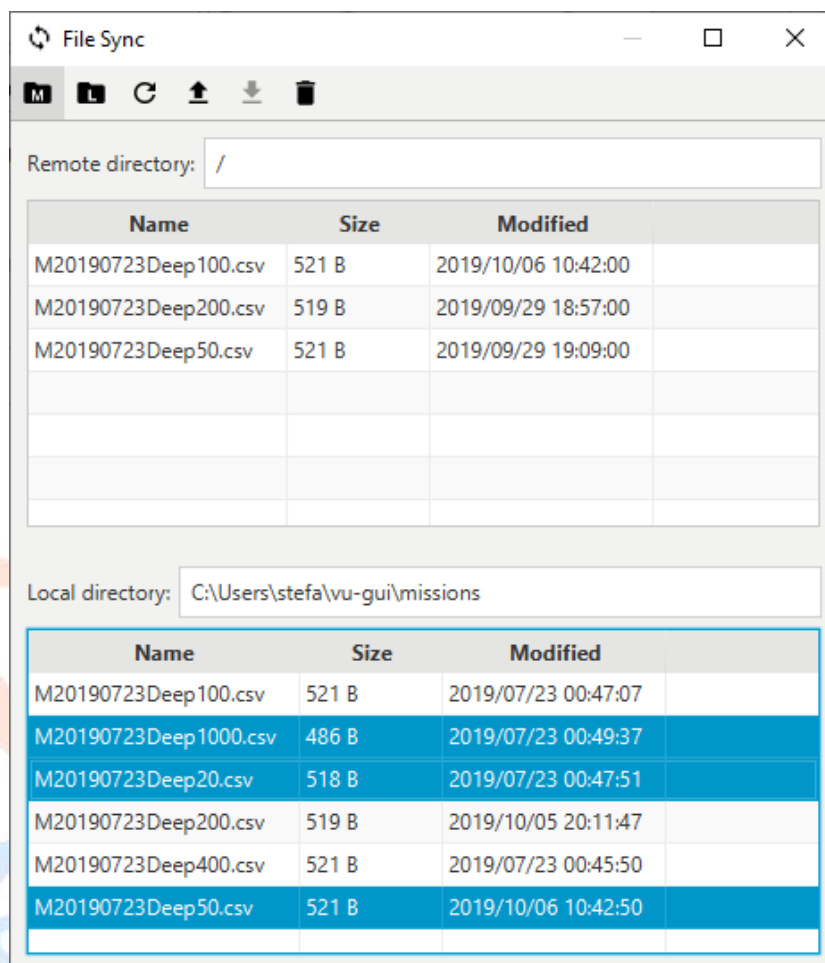 File Sync
M L
Remote directory: /
Name Size Modified
M20190723Deep100.csv 521 B 2019/10/06 10:42:00
M20190723Deep200.csv 519 B 2019/09/29 18:57:00
M20190723Deep50.csv 521 B 2019/09/29 19:09:00
Local directory: C:\Users\stefa\vu-gui\missions
Name Size Modified
M20190723Deep100.csv 521 B 2019/07/23 00:47:07
M20190723Deep1000.csv 486 B 2019/07/23 00:49:37
M20190723Deep20.csv 518 B 2019/07/23 00:47:51
M20190723Deep200.csv 519 B 2019/10/05 20:11:47
M20190723Deep400.csv 521 B 2019/07/23 00:45:50
M20190723Deep50.csv 521 B 2019/10/06 10:42:50